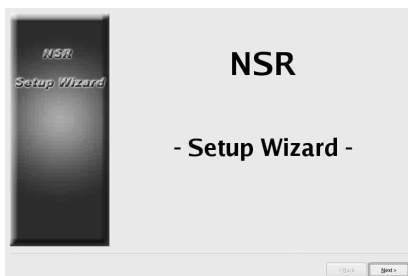 NSR
Setup Wizard
NSR
- Setup Wizard -
< Back
Next >